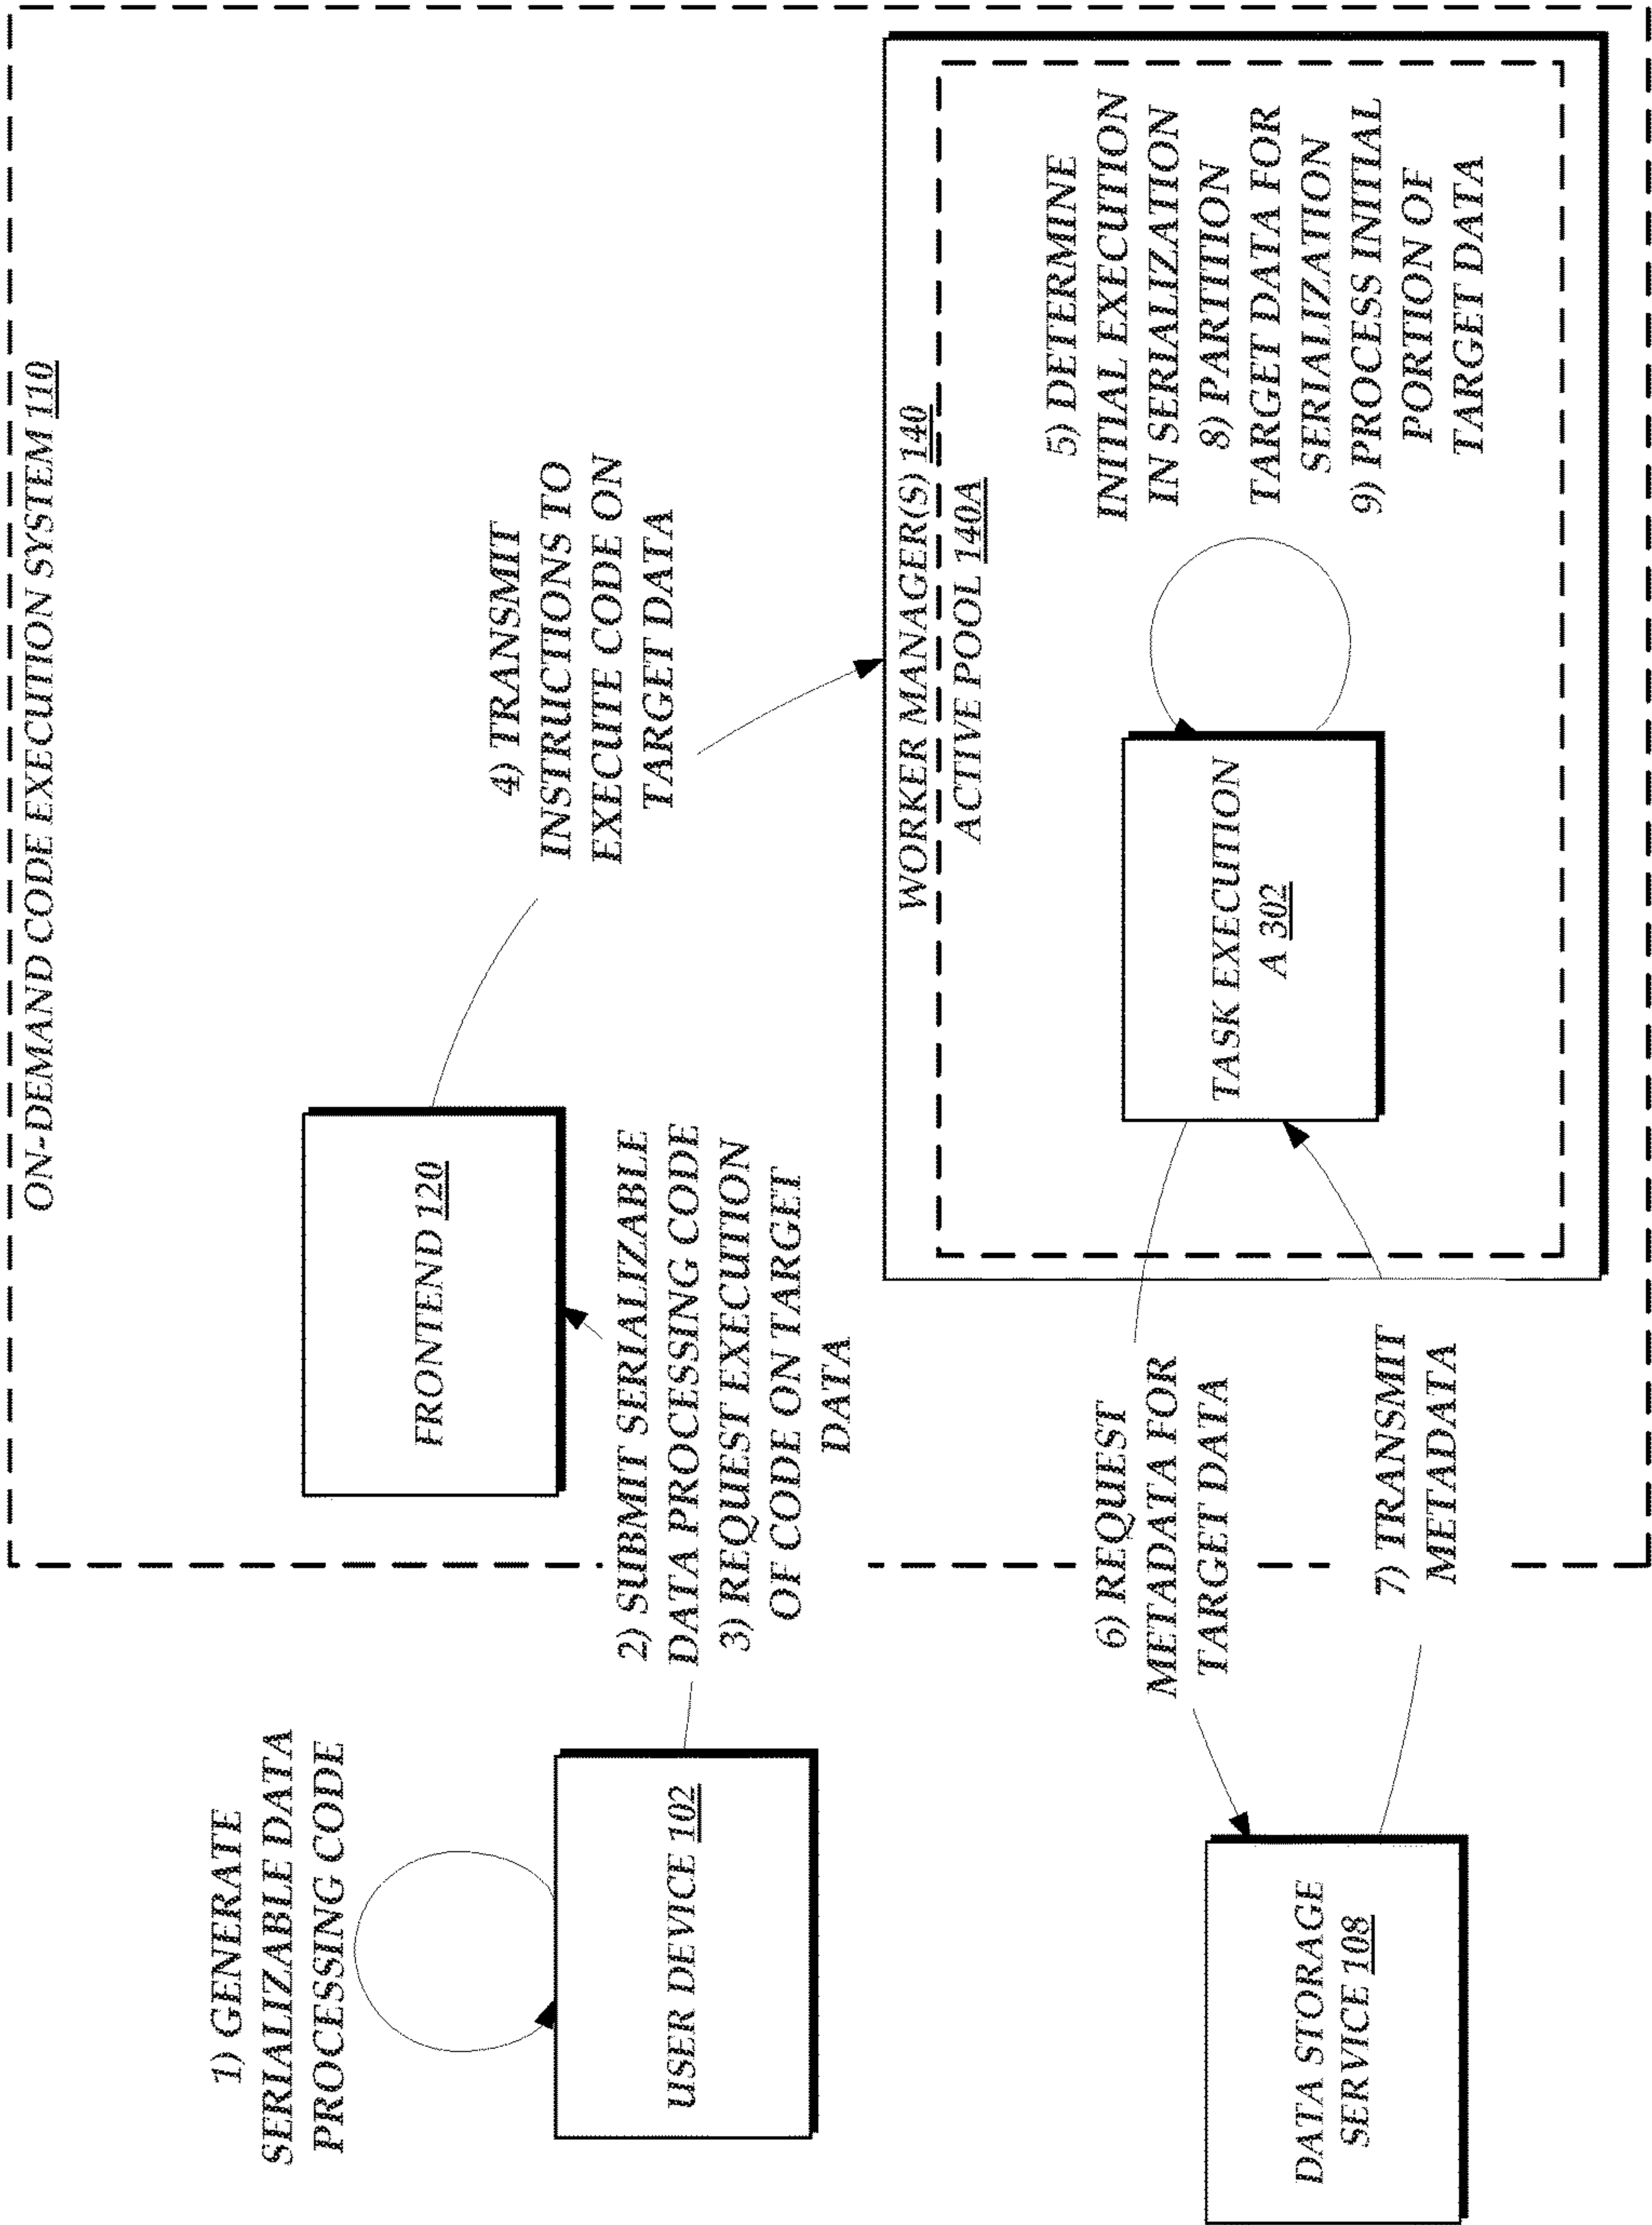 ON-DEMAND CODE EXECUTION SYSTEM 110
1) GENERATE
SERIALIZABLE DATA
PROCESSING CODE
USER DEVICE 102
FRONTEND 120
2) SUBMIT SERIALIZABLE
DATA PROCESSING CODE
3) REQUEST EXECUTION
OF CODE ON TARGET
DATA
4) TRANSMIT
INSTRUCTIONS TO
EXECUTE CODE ON
TARGET DATA
WORKER MANAGER(S) 140
ACTIVE POOL 140A
TASK EXECUTION
A 302
5) DETERMINE
INITIAL EXECUTION
IN SERIALIZATION
8) PARTITION
TARGET DATA FOR
SERIALIZATION
9) PROCESS INITIAL
PORTION OF
TARGET DATA
6) REQUEST
METADATA FOR
TARGET DATA
7) TRANSMIT
METADATA
DATA STORAGE
SERVICE 108